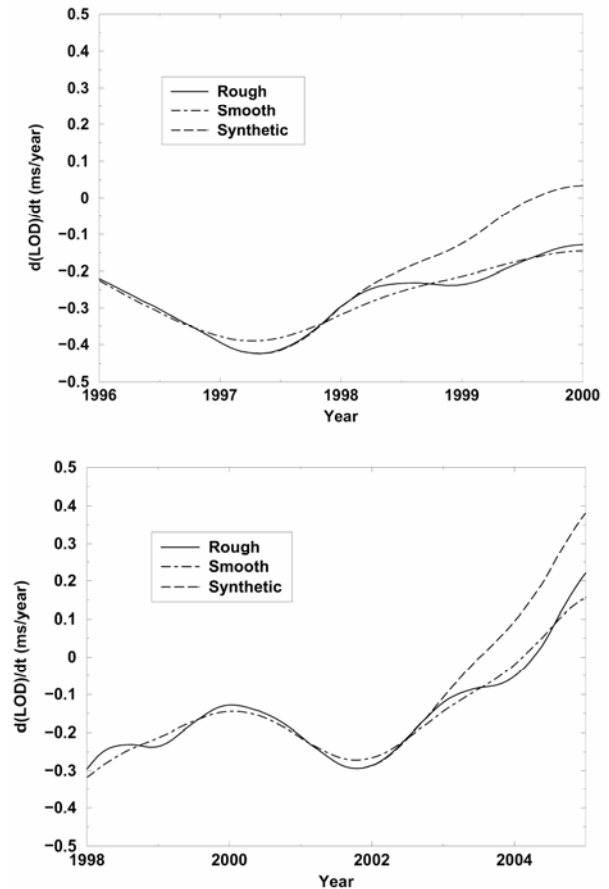 0.5
0.4
0.3
0.2
0.1
0
−0.1
−0.2
−0.3
−0.4
−0.5
d(LOD)/dt (ms/year)
Rough
Smooth
Synthetic
1996 1997 1998 1999 2000
Year
0.5
0.4
0.3
0.2
0.1
0
−0.1
−0.2
−0.3
−0.4
−0.5
d(LOD)/dt (ms/year)
Rough
Smooth
Synthetic
1998 2000 2002 2004
Year